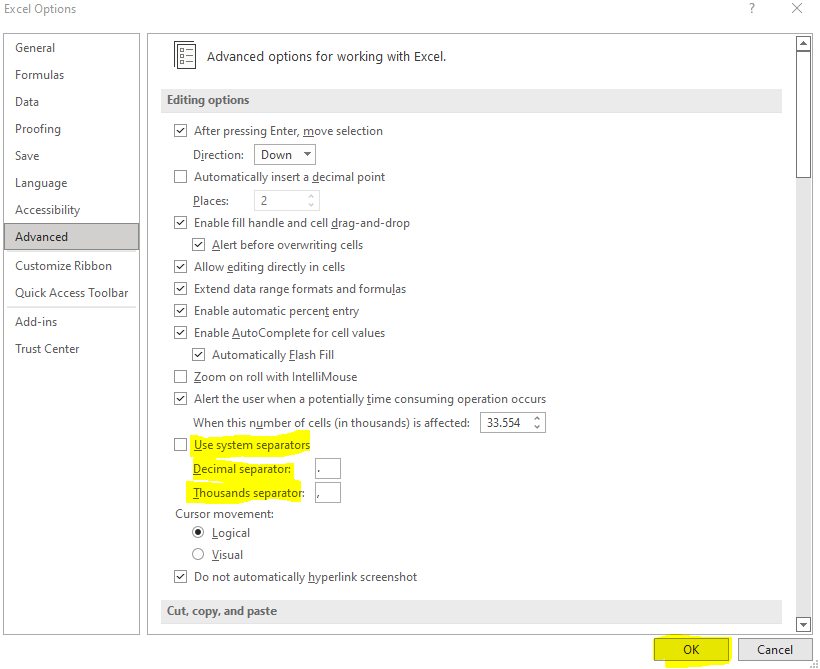 Excel Options ?
General
Formulas
Data
Proofing
Save
Language
Accessibility
Advanced
Customize Ribbon
Quick Access Toolbar
Add-ins
Trust Center
Advanced options for working with Excel.
Editing options
After pressing Enter, move selection
Direction: Down
Automatically insert a decimal point
Places: 2
Enable fill handle and cell drag-and-drop
Alert before overwriting cells
Allow editing directly in cells
Extend data range formats and formulas
Enable automatic percent entry
Enable AutoComplete for cell values
Automatically Flash Fill
Zoom on roll with IntelliMouse
Alert the user when a potentially time consuming operation occurs
When this number of cells (in thousands) is affected: 33.554
Use system separators
Decimal separator: .
Thousands separator: ,
Cursor movement:
Logical
Visual
Do not automatically hyperlink screenshot
Cut, copy, and paste
OK Cancel